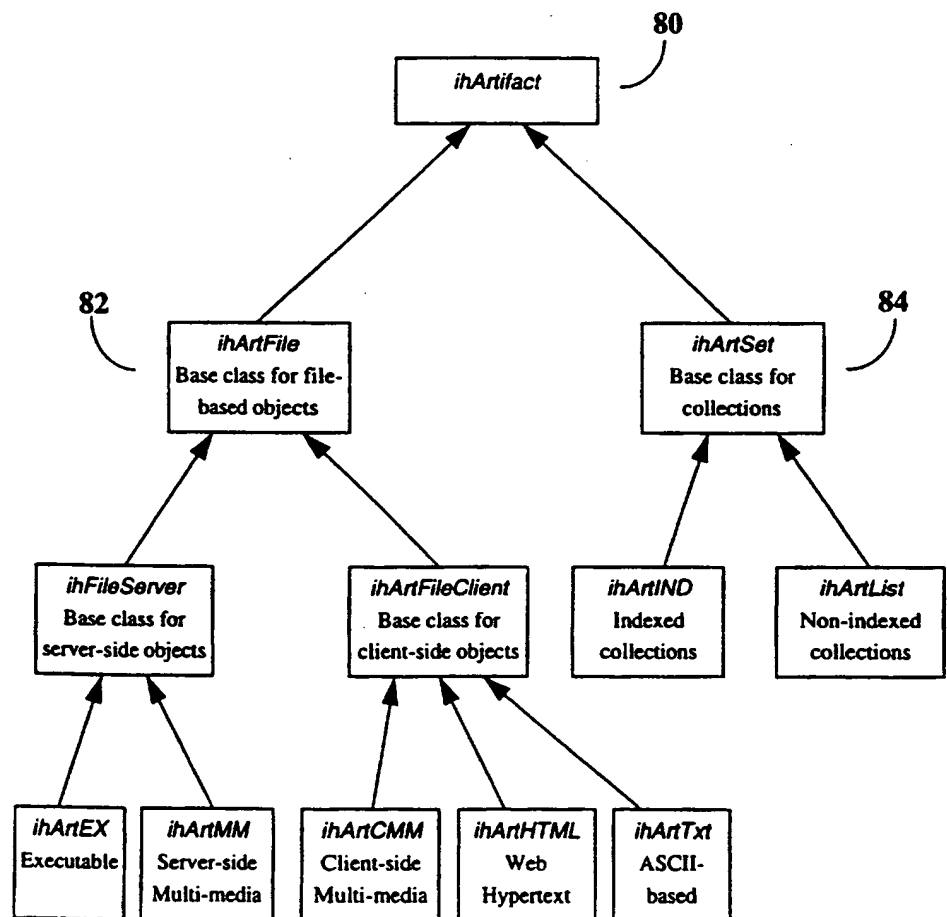 80
ihArtifact
82
84
ihArtFile
Base class for file-
based objects
ihArtSet
Base class for
collections
ihFileServer
Base class for
server-side objects
ihArtFileClient
Base class for
client-side objects
ihArtIND
Indexed
collections
ihArtList
Non-indexed
collections
ihArtEX
Executable
ihArtMM
Server-side
Multi-media
ihArtCMM
Client-side
Multi-media
ihArtHTML
Web
Hypertext
ihArtTxt
ASCII-
based